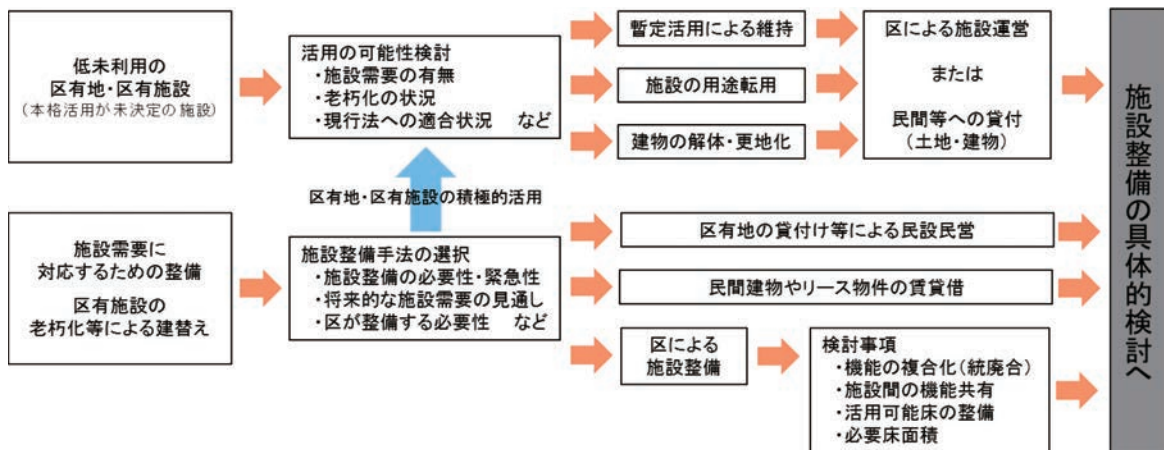 低未利用の
区有地・区有施設
(本格活用が未決定の施設)
活用の可能性検討
・施設需要の有無
・老朽化の状況
・現行法への適合状況　など
暫定活用による維持
施設の用途転用
建物の解体・更地化
区による施設運営
または
民間等への貸付
(土地・建物)
区有地・区有施設の積極的活用
施設需要に
対応するための整備
区有施設の
老朽化等による建替え
施設整備手法の選択
・施設整備の必要性・緊急性
・将来的な施設需要の見通し
・区が整備する必要性　など
区有地の貸付け等による民設民営
民間建物やリース物件の賃貸借
区による
施設整備
検討事項
・機能の複合化(統廃合)
・施設間の機能共有
・活用可能床の整備
・必要床面積
施設整備の具体的検討へ